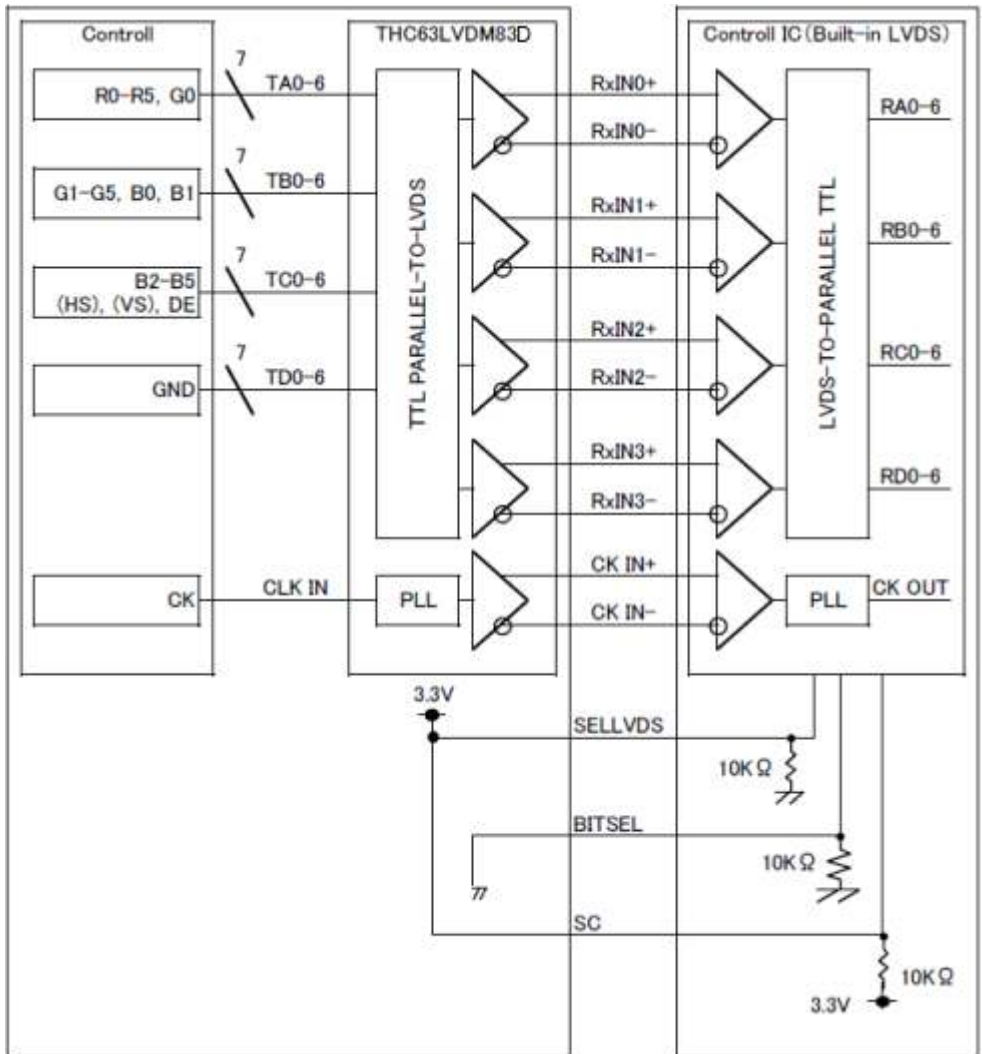 Controll
THC63LVDM83D
Controll IC(Built-in LVDS)
R0-R5, G0
7
TA0-6
RxIN0+
RxIN0-
RA0-6
G1-G5, B0, B1
7
TB0-6
RxIN1+
RxIN1-
RB0-6
B2-B5
(HS), (VS), DE
7
TC0-6
RxIN2+
RxIN2-
RC0-6
GND
7
TD0-6
RxIN3+
RxIN3-
RD0-6
TTL PARALLEL-TO-LVDS
LVDS-TO-PARALLEL TTL
CK
CLK IN
PLL
CK IN+
CK IN-
PLL
CK OUT
3.3V
SELLVDS
10KΩ
BITSEL
10KΩ
SC
10KΩ
3.3V